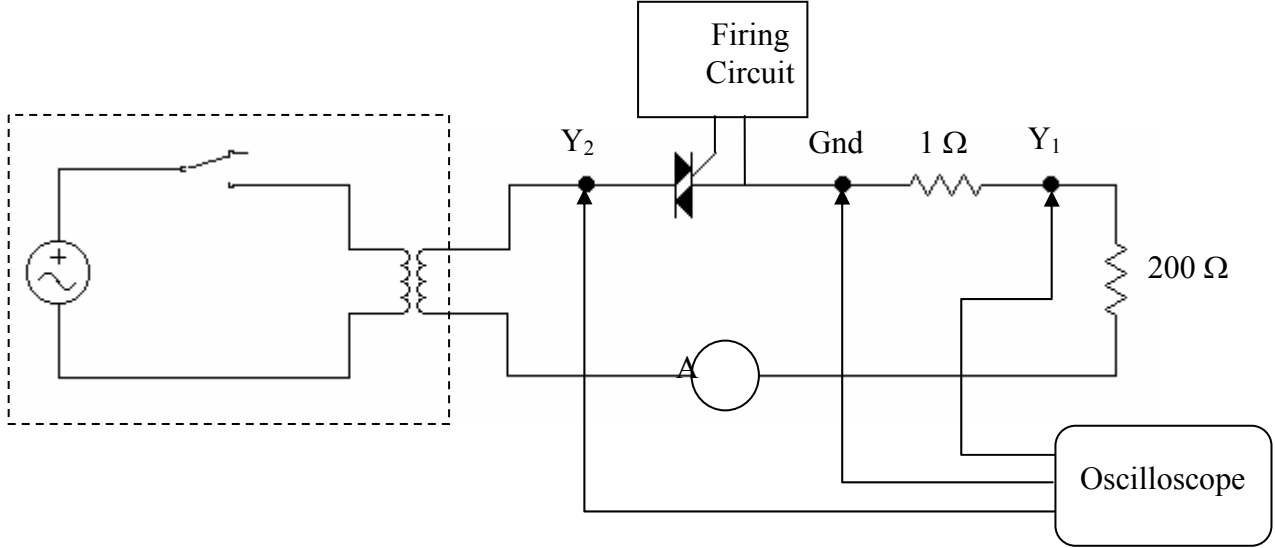 Firing
Circuit
Y₂
Gnd
1 Ω
Y₁
+
200 Ω
A
Oscilloscope